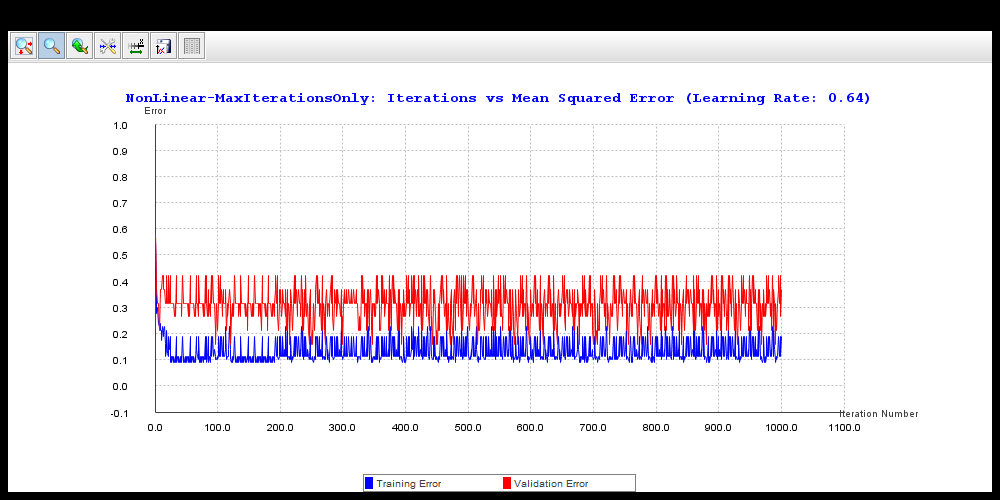 NonLinear-MaxIterationsOnly: Iterations vs Mean Squared Error (Learning Rate: 0.64)
Error
1.0
0.9
0.8
0.7
0.6
0.5
0.4
0.3
0.2
0.1
0.0
-0.1
Iteration Number
0.0 100.0 200.0 300.0 400.0 500.0 600.0 700.0 800.0 900.0 1000.0 1100.0
Training Error Validation Error